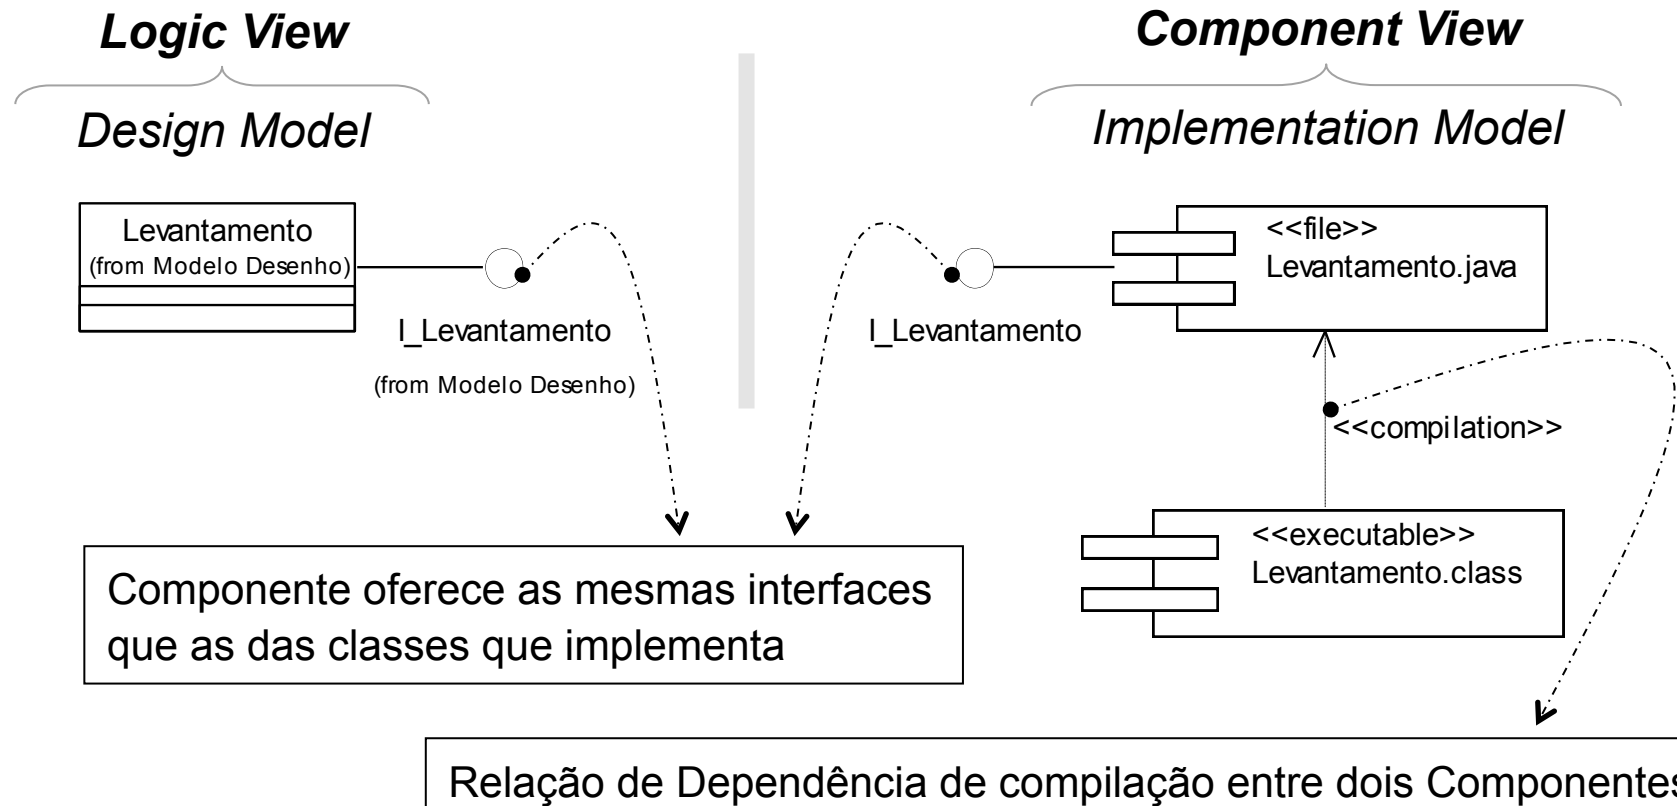 Logic View
Design Model
Component View
Implementation Model
Levantamento
(from Modelo Desenho)
I_Levantamento
(from Modelo Desenho)
I_Levantamento
<<file>>
Levantamento.java
<<compilation>>
<<executable>>
Levantamento.class
Componente oferece as mesmas interfaces
que as das classes que implementa
Relação de Dependência de compilação entre dois Componentes